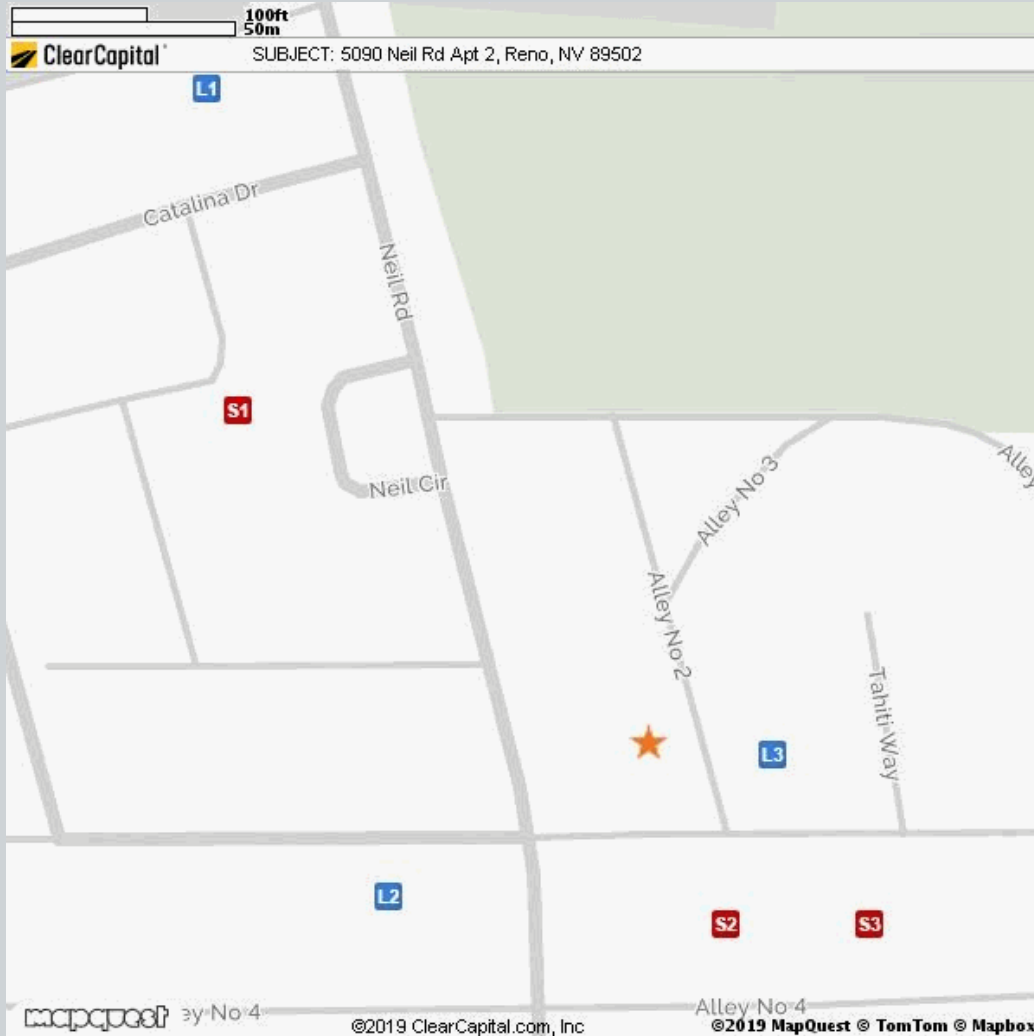 100ft
50m
ClearCapital
SUBJECT: 5090 Neil Rd Apt 2, Reno, NV 89502
L1
Catalina Dr
Neil Rd
S1
Neil Cir
Alley No 3
Alley
Alley No 2
Tahiti Way
L3
L2
S2
S3
mapquest
ey No 4
Alley No 4
©2019 ClearCapital.com, Inc
©2019 MapQuest © TomTom © Mapbox